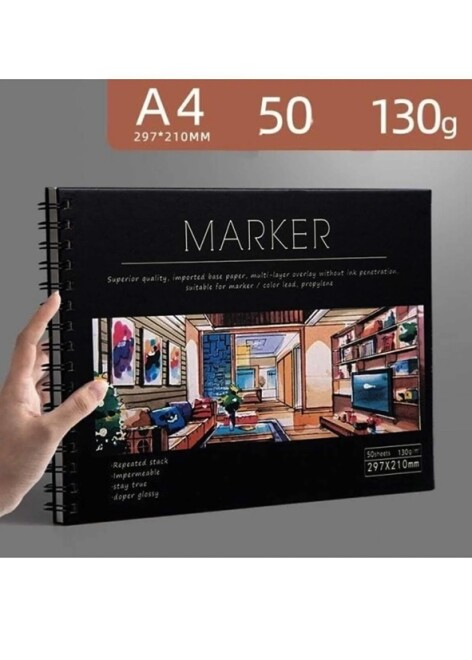 A4 50 130g
297*210MM
MARKER
Superior quality, imported base paper, multi-layer overlay without ink penetration,
suitable for marker / color lead, propylene
·Repeated stack
·Impermeable
·stay true
·doper glossy
50sheets 130g/m²
297X210mm